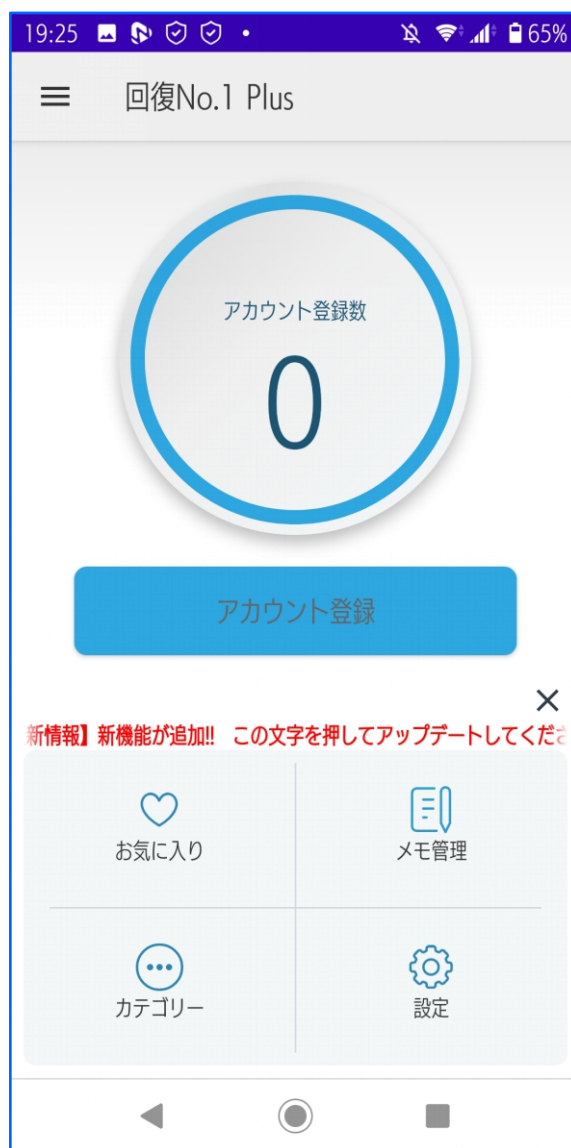 19:25 65%
回復No.1 Plus
アカウント登録数
0
アカウント登録
新情報】新機能が追加!! この文字を押してアップデートしてくださ
お気に入り
メモ管理
カテゴリー
設定